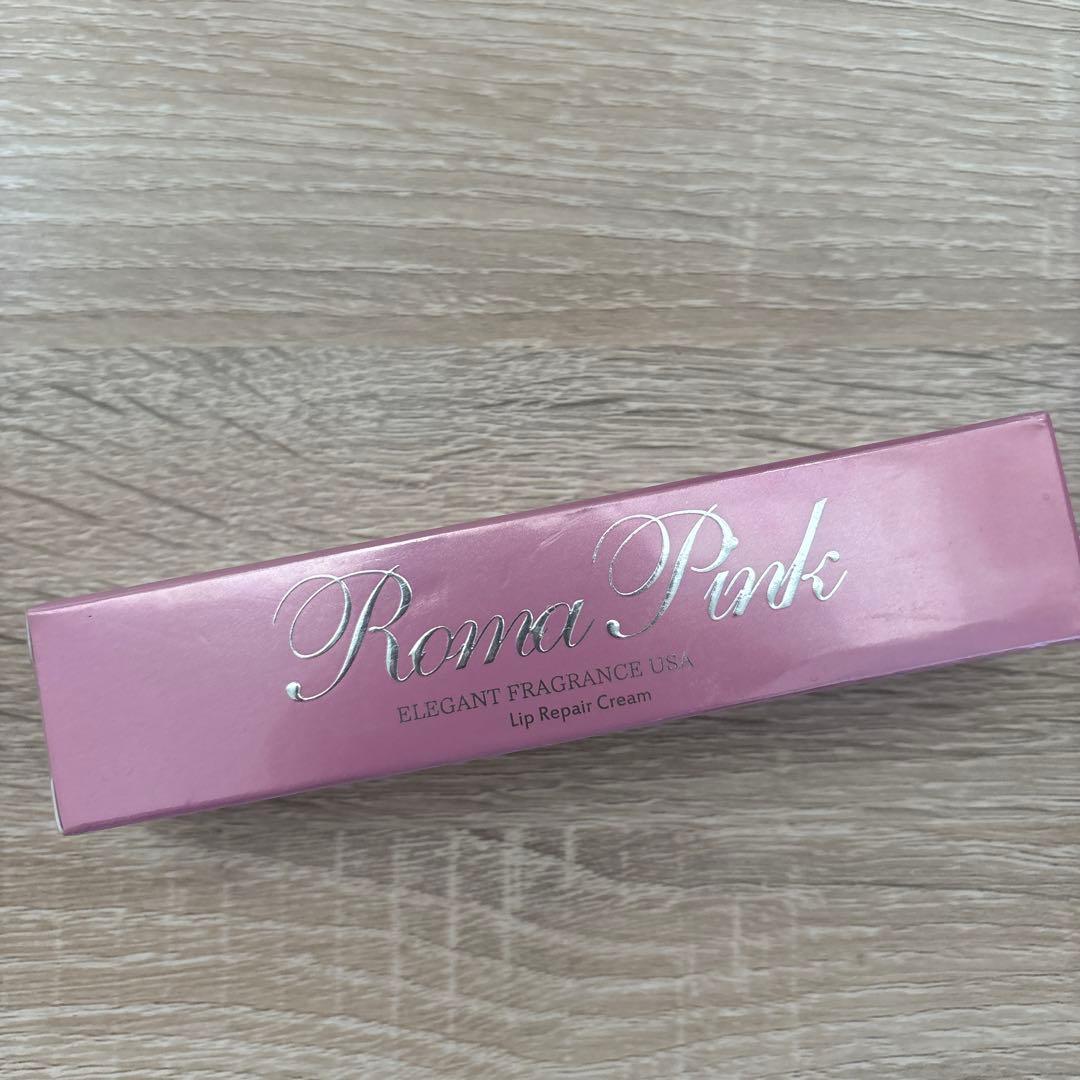 Roma Pink
ELEGANT FRAGRANCE USA
Lip Repair Cream